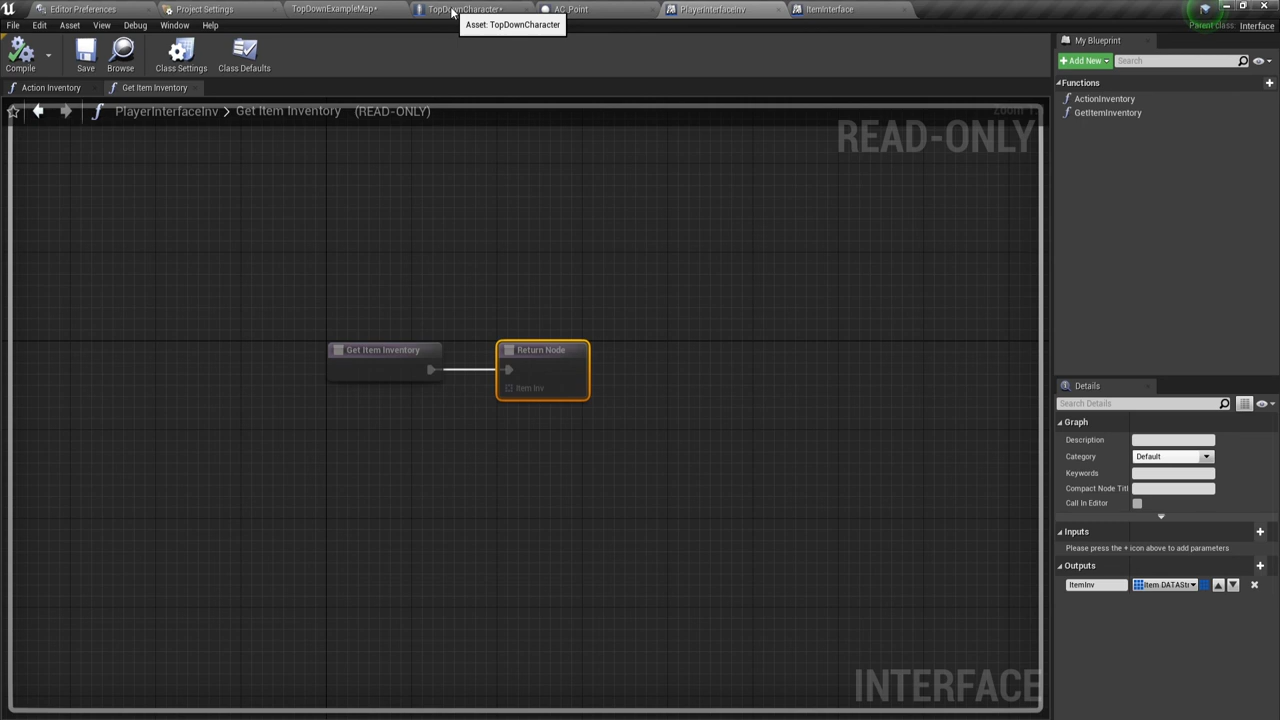 Editor Preferences
Project Settings
TopDownExampleMap*
TopDownCharacter*
AC_Point
PlayerInterfaceInv
ItemInterface
Asset: TopDownCharacter
File Edit Asset View Debug Window Help
Parent class: Interface
Compile
Save
Browse
Class Settings
Class Defaults
My Blueprint
Add New
Search
Action Inventory
Get Item Inventory
Functions
ActionInventory
GetItemInventory
PlayerInterfaceInv > Get Item Inventory (READ-ONLY)
READ-ONLY
Get Item Inventory
Return Node
Item Inv
INTERFACE
Details
Search Details
Graph
Description
Category
Default
Keywords
Compact Node Titl
Call In Editor
Inputs
Please press the + icon above to add parameters
Outputs
ItemInv
Item DATAStr